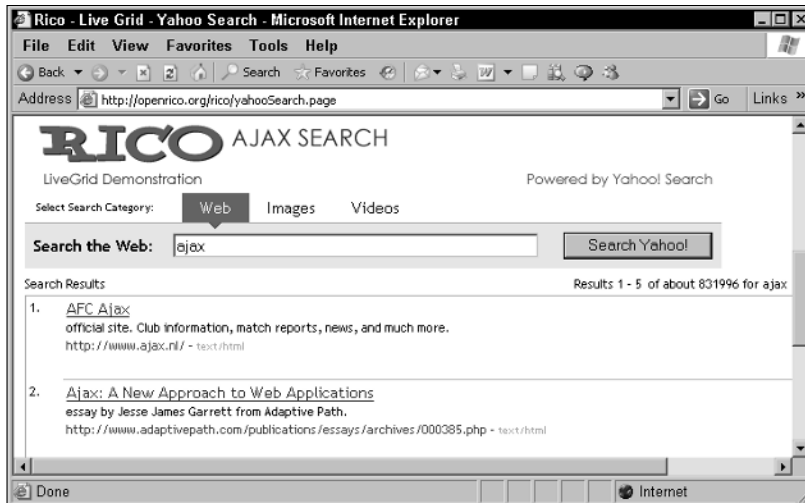 Rico - Live Grid - Yahoo Search - Microsoft Internet Explorer
File Edit View Favorites Tools Help
Back Search Favorites
Address http://openrico.org/rico/yahooSearch.page Go Links »
RICO AJAX SEARCH
LiveGrid Demonstration Powered by Yahoo! Search
Select Search Category: Web Images Videos
Search the Web: ajax Search Yahoo!
Search Results Results 1 - 5 of about 831996 for ajax
1. AFC Ajax
official site. Club information, match reports, news, and much more.
http://www.ajax.nl/ - text/html
2. Ajax: A New Approach to Web Applications
essay by Jesse James Garrett from Adaptive Path.
http://www.adaptivepath.com/publications/essays/archives/000385.php - text/html
Done Internet